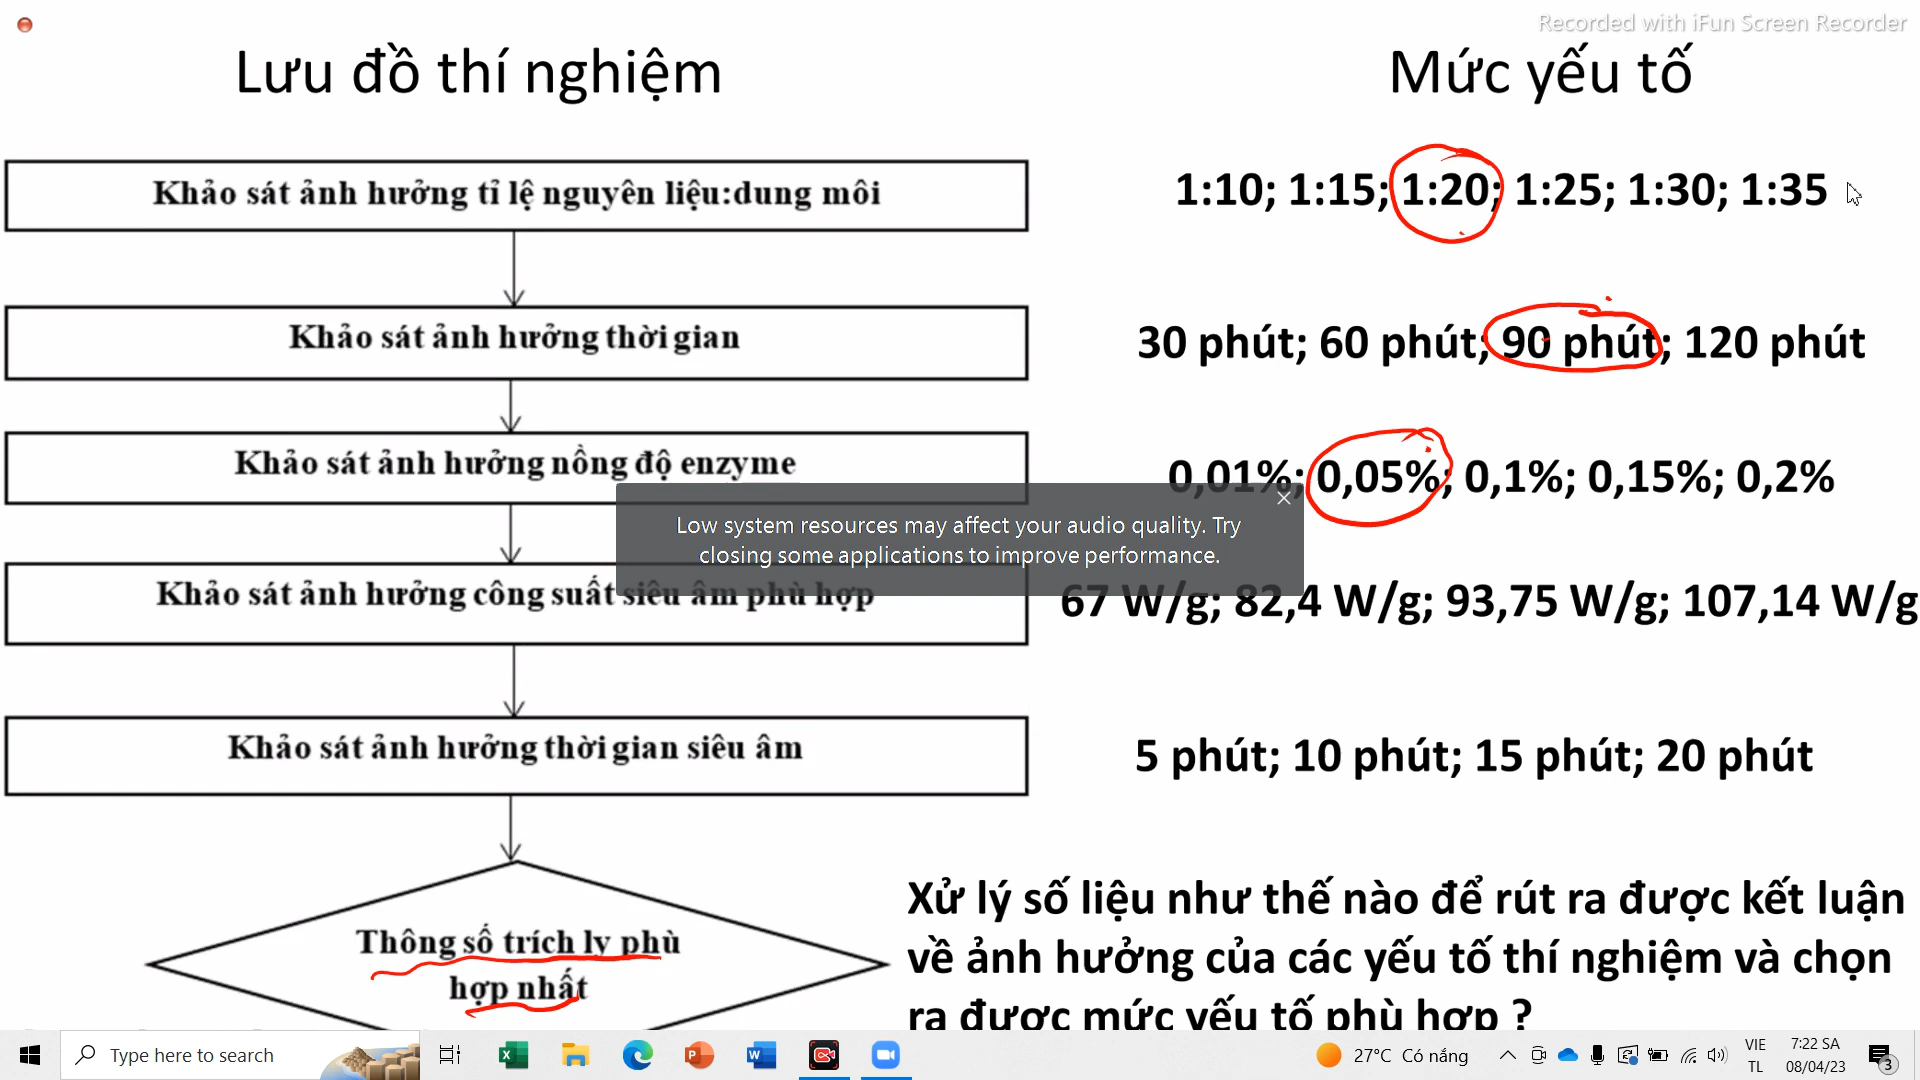 Recorded with iFun Screen Recorder
Lưu đồ thí nghiệm
Mức yếu tố
Khảo sát ảnh hưởng tỉ lệ nguyên liệu:dung môi
1:10; 1:15; 1:20; 1:25; 1:30; 1:35
Khảo sát ảnh hưởng thời gian
30 phút; 60 phút; 90 phút; 120 phút
Khảo sát ảnh hưởng nồng độ enzyme
0,01%; 0,05%; 0,1%; 0,15%; 0,2%
Low system resources may affect your audio quality. Try
closing some applications to improve performance.
Khảo sát ảnh hưởng công suất siêu âm phù hợp
67 W/g; 82,4 W/g; 93,75 W/g; 107,14 W/g
Khảo sát ảnh hưởng thời gian siêu âm
5 phút; 10 phút; 15 phút; 20 phút
Thông số trích ly phù
hợp nhất
Xử lý số liệu như thế nào để rút ra được kết luận
về ảnh hưởng của các yếu tố thí nghiệm và chọn
ra được mức yếu tố phù hợp ?
Type here to search
27°C Có nắng
VIE
TL
7:22 SA
08/04/23
3